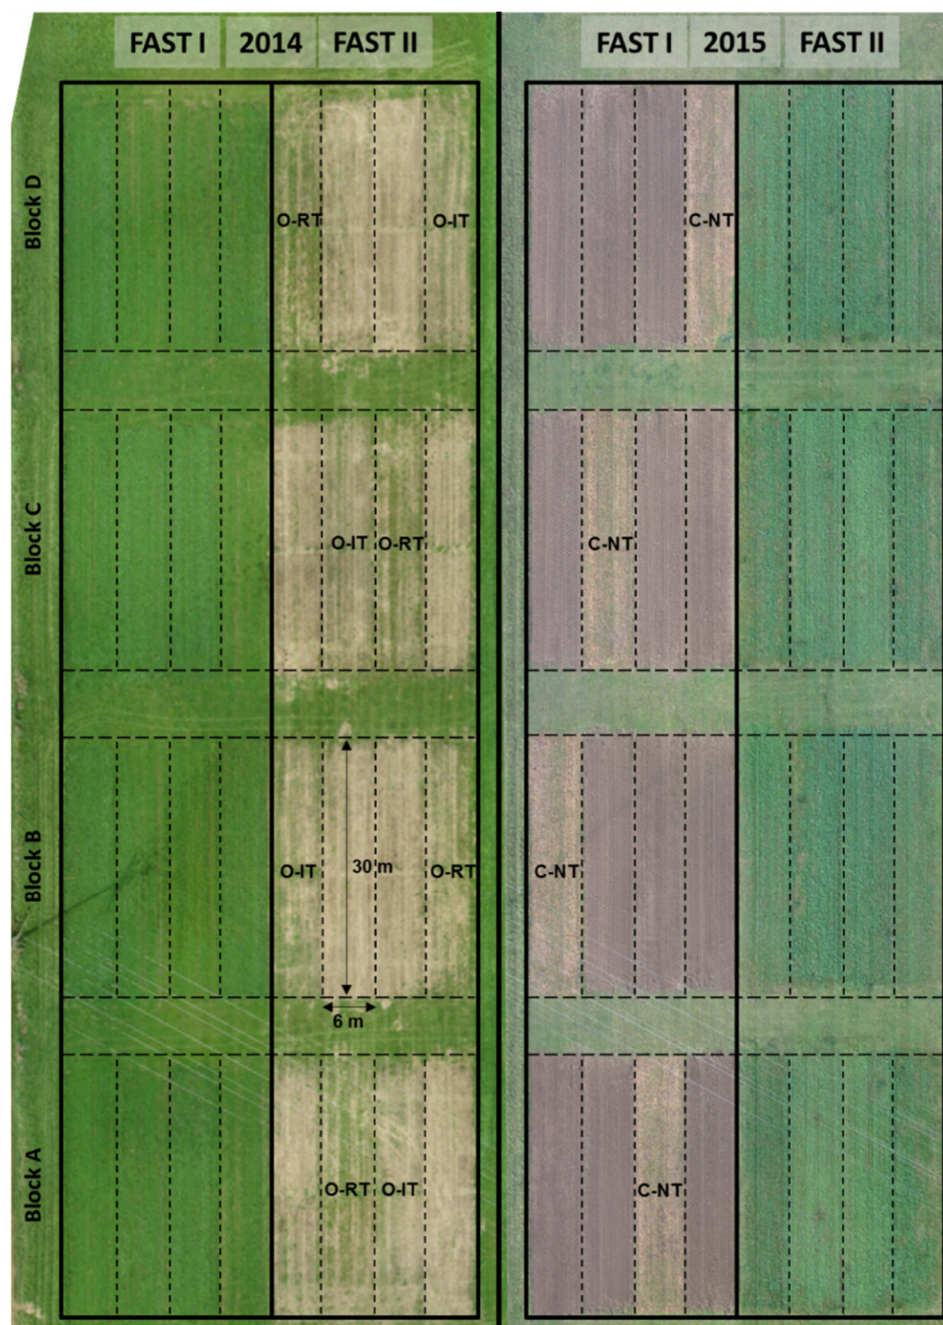 FAST I 2014 FAST II FAST I 2015 FAST II
Block D
O-RT O-IT C-NT
Block C
O-IT O-RT C-NT
Block B
O-IT 30 m O-RT C-NT
6 m
Block A
O-RT O-IT C-NT